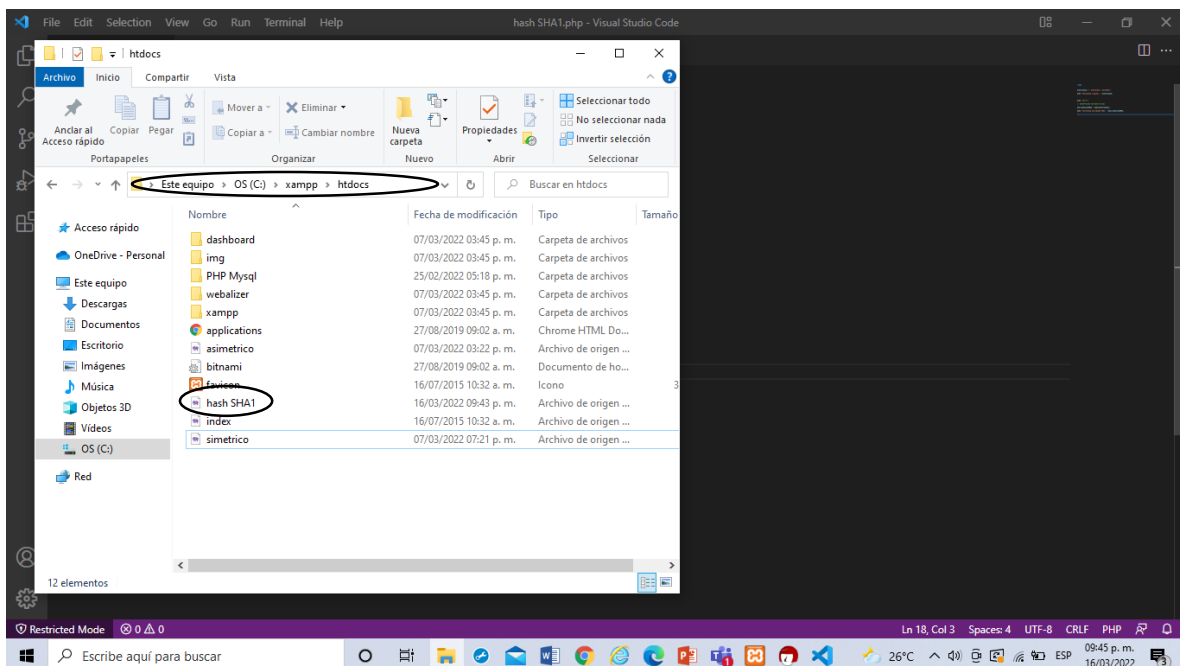 File Edit Selection View Go Run Terminal Help hash SHA1.php - Visual Studio Code
htdocs
Archivo Inicio Compartir Vista
Anclar al Acceso rápido Copiar Pegar Mover a Copiar a Eliminar Cambiar nombre Nueva carpeta Propiedades Seleccionar todo No seleccionar nada Invertir selección
Portapapeles Organizar Nuevo Abrir Seleccionar
Este equipo > OS (C:) > xampp > htdocs Buscar en htdocs
Nombre Fecha de modificación Tipo Tamaño
Acceso rápido
OneDrive - Personal
Este equipo
Descargas
Documentos
Escritorio
Imágenes
Música
Objetos 3D
Vídeos
OS (C:)
Red
dashboard 07/03/2022 03:45 p. m. Carpeta de archivos
img 07/03/2022 03:45 p. m. Carpeta de archivos
PHP Mysql 25/02/2022 05:18 p. m. Carpeta de archivos
webalizer 07/03/2022 03:45 p. m. Carpeta de archivos
xampp 07/03/2022 03:45 p. m. Carpeta de archivos
applications 27/08/2019 09:02 a. m. Chrome HTML Do...
asimetrico 07/03/2022 03:22 p. m. Archivo de origen ...
bitnami 27/08/2019 09:02 a. m. Documento de ho...
favicon 16/07/2015 10:32 a. m. Icono 3
hash SHA1 16/03/2022 09:43 p. m. Archivo de origen ...
index 16/07/2015 10:32 a. m. Archivo de origen ...
simetrico 07/03/2022 07:21 p. m. Archivo de origen ...
12 elementos
Restricted Mode 0 0 Ln 18, Col 3 Spaces: 4 UTF-8 CRLF PHP
Escribe aquí para buscar 26°C ESP 09:45 p. m.
16/03/2022